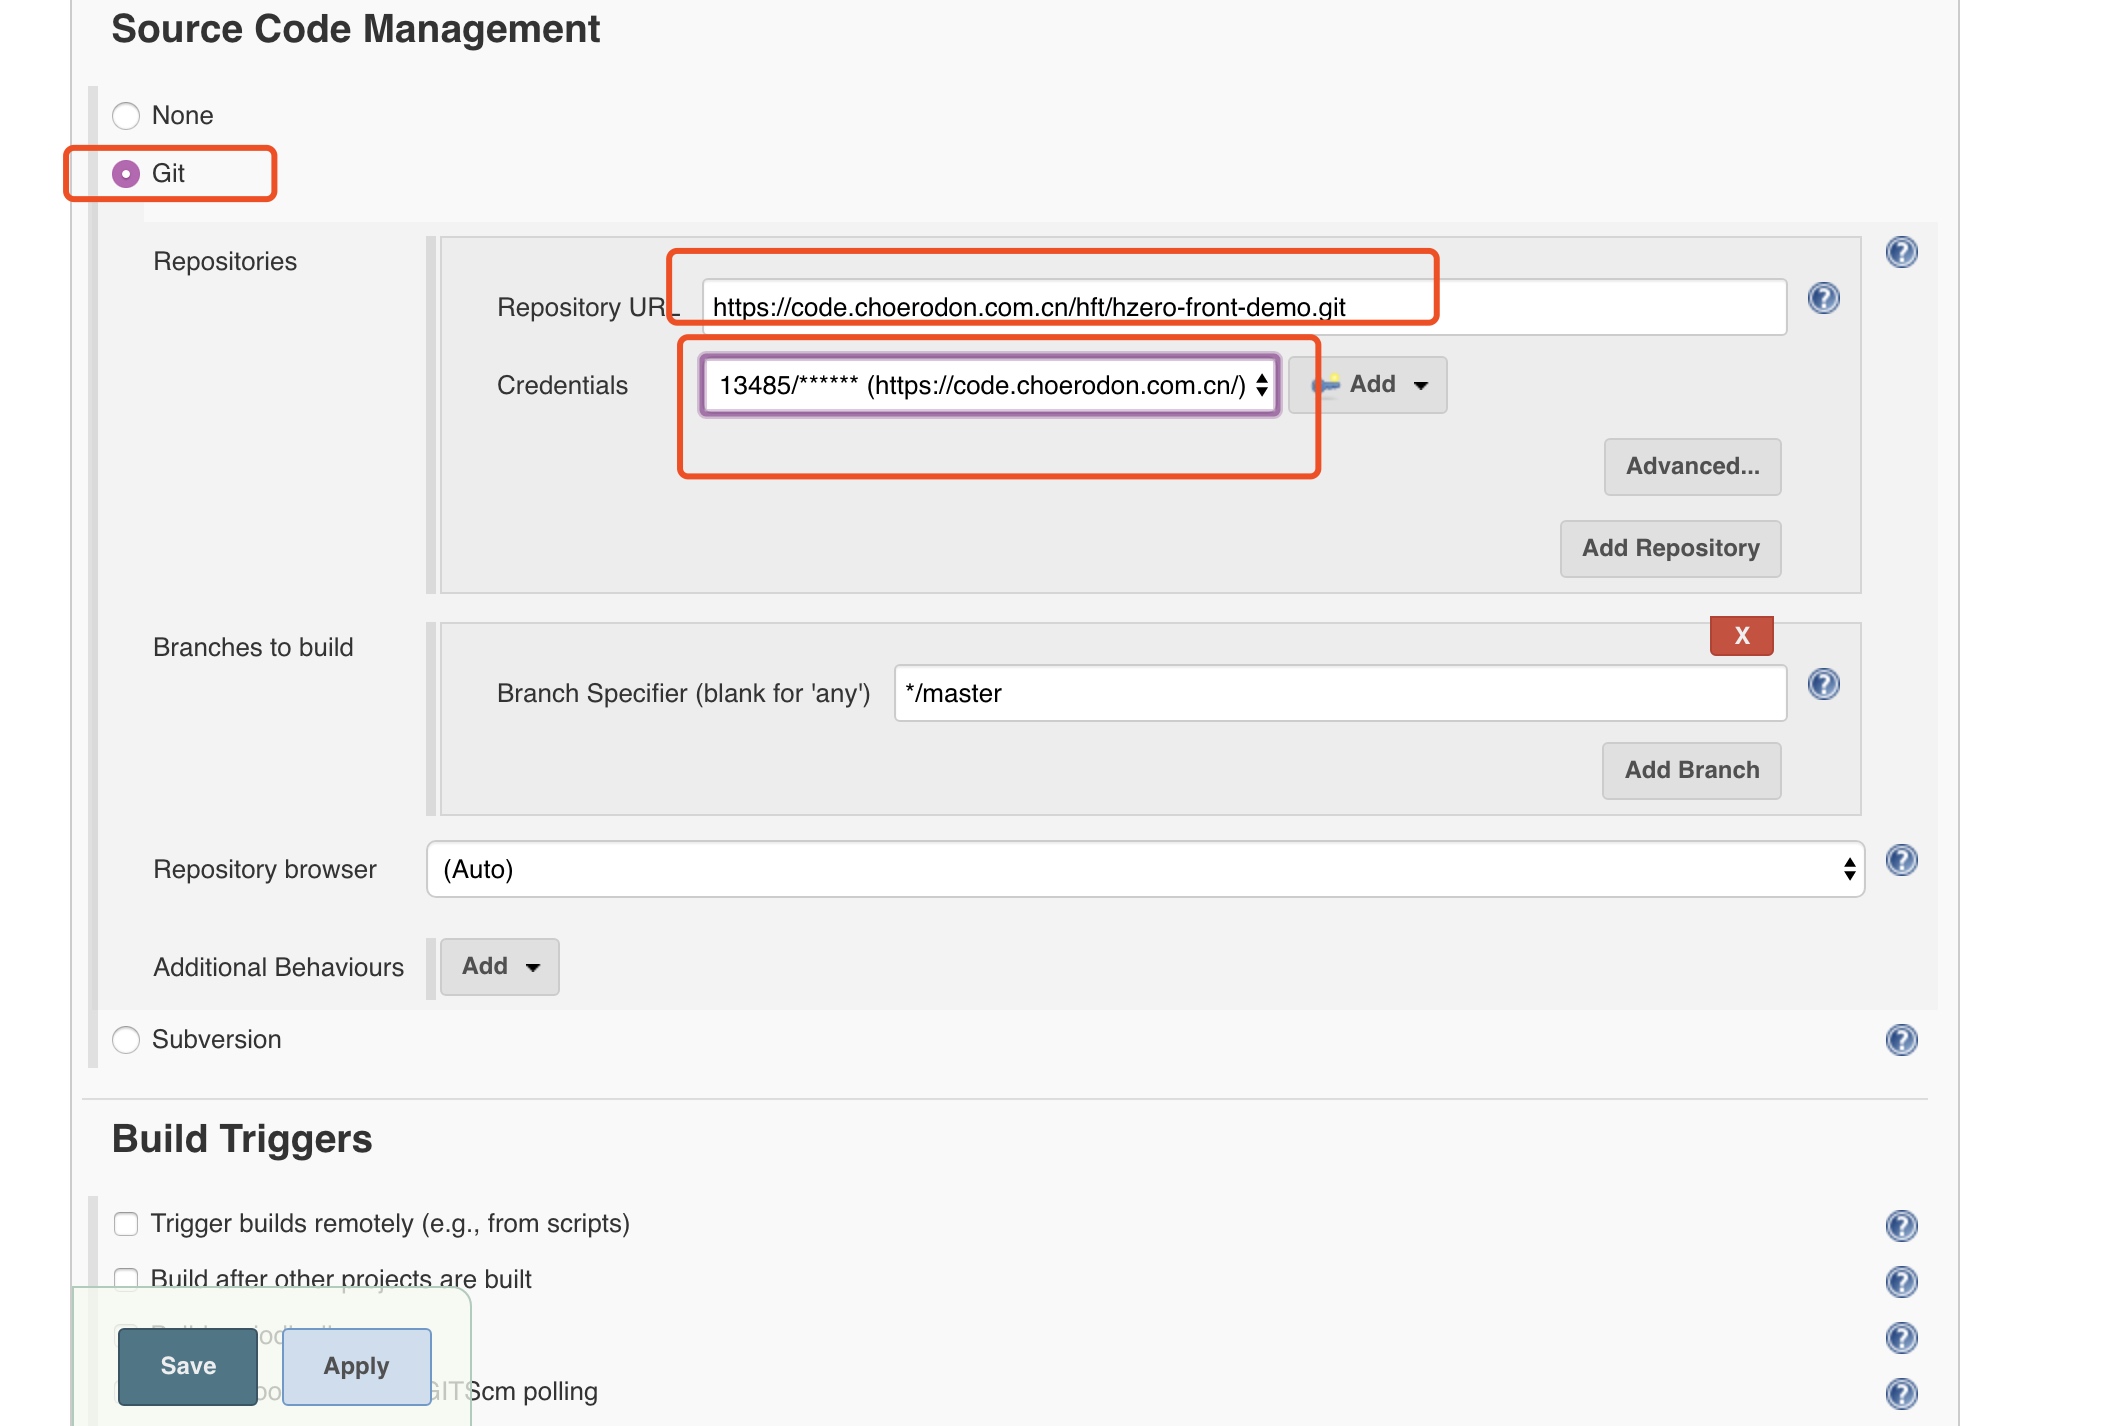 Source Code Management
None
Git
Repositories
Repository URL https://code.choerodon.com.cn/hft/hzero-front-demo.git
Credentials 13485/****** (https://code.choerodon.com.cn/) Add
Advanced...
Add Repository
Branches to build
X
Branch Specifier (blank for 'any') */master
Add Branch
Repository browser (Auto)
Additional Behaviours Add
Subversion
Build Triggers
Trigger builds remotely (e.g., from scripts)
Build after other projects are built
Save Apply
GITScm polling